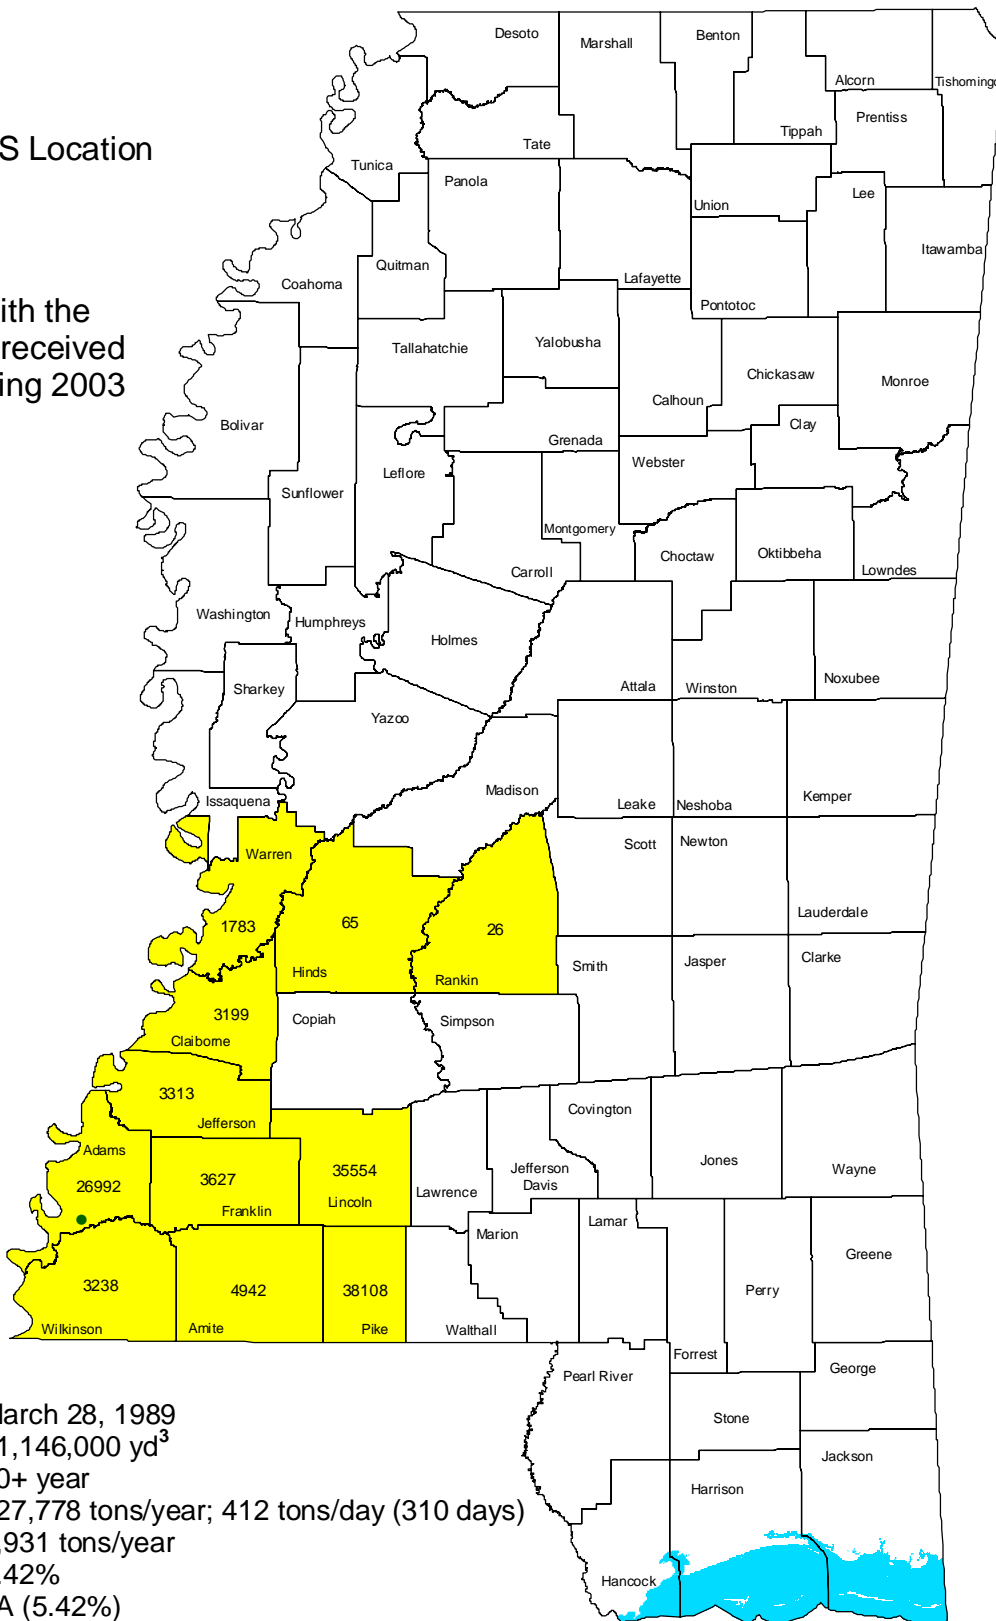 Desoto
Marshall
Benton
Alcorn
Tishomingo
Prentiss
Tippah
Tate
S Location
Tunica
Panola
Union
Lee
Itawamba
Quitman
Coahoma
Lafayette
Pontotoc
ith the
received
ing 2003
Tallahatchie
Yalobusha
Chickasaw
Monroe
Calhoun
Bolivar
Clay
Grenada
Leflore
Webster
Sunflower
Montgomery
Choctaw
Oktibbeha
Carroll
Lowndes
Washington
Humphreys
Holmes
Sharkey
Attala
Winston
Noxubee
Yazoo
Issaquena
Madison
Leake
Neshoba
Kemper
Scott
Newton
Warren
1783
65
26
Lauderdale
Hinds
Rankin
Smith
Jasper
Clarke
3199
Claiborne
Copiah
Simpson
3313
Jefferson
Covington
Adams
26992
3627
Franklin
35554
Lincoln
Lawrence
Jefferson
Davis
Jones
Wayne
Marion
Lamar
Greene
Perry
3238
Wilkinson
4942
Amite
38108
Pike
Walthall
Forrest
George
Pearl River
Stone
Jackson
Harrison
Hancock
March 28, 1989
1,146,000 yd³
0+ year
27,778 tons/year; 412 tons/day (310 days)
,931 tons/year
.42%
A (5.42%)